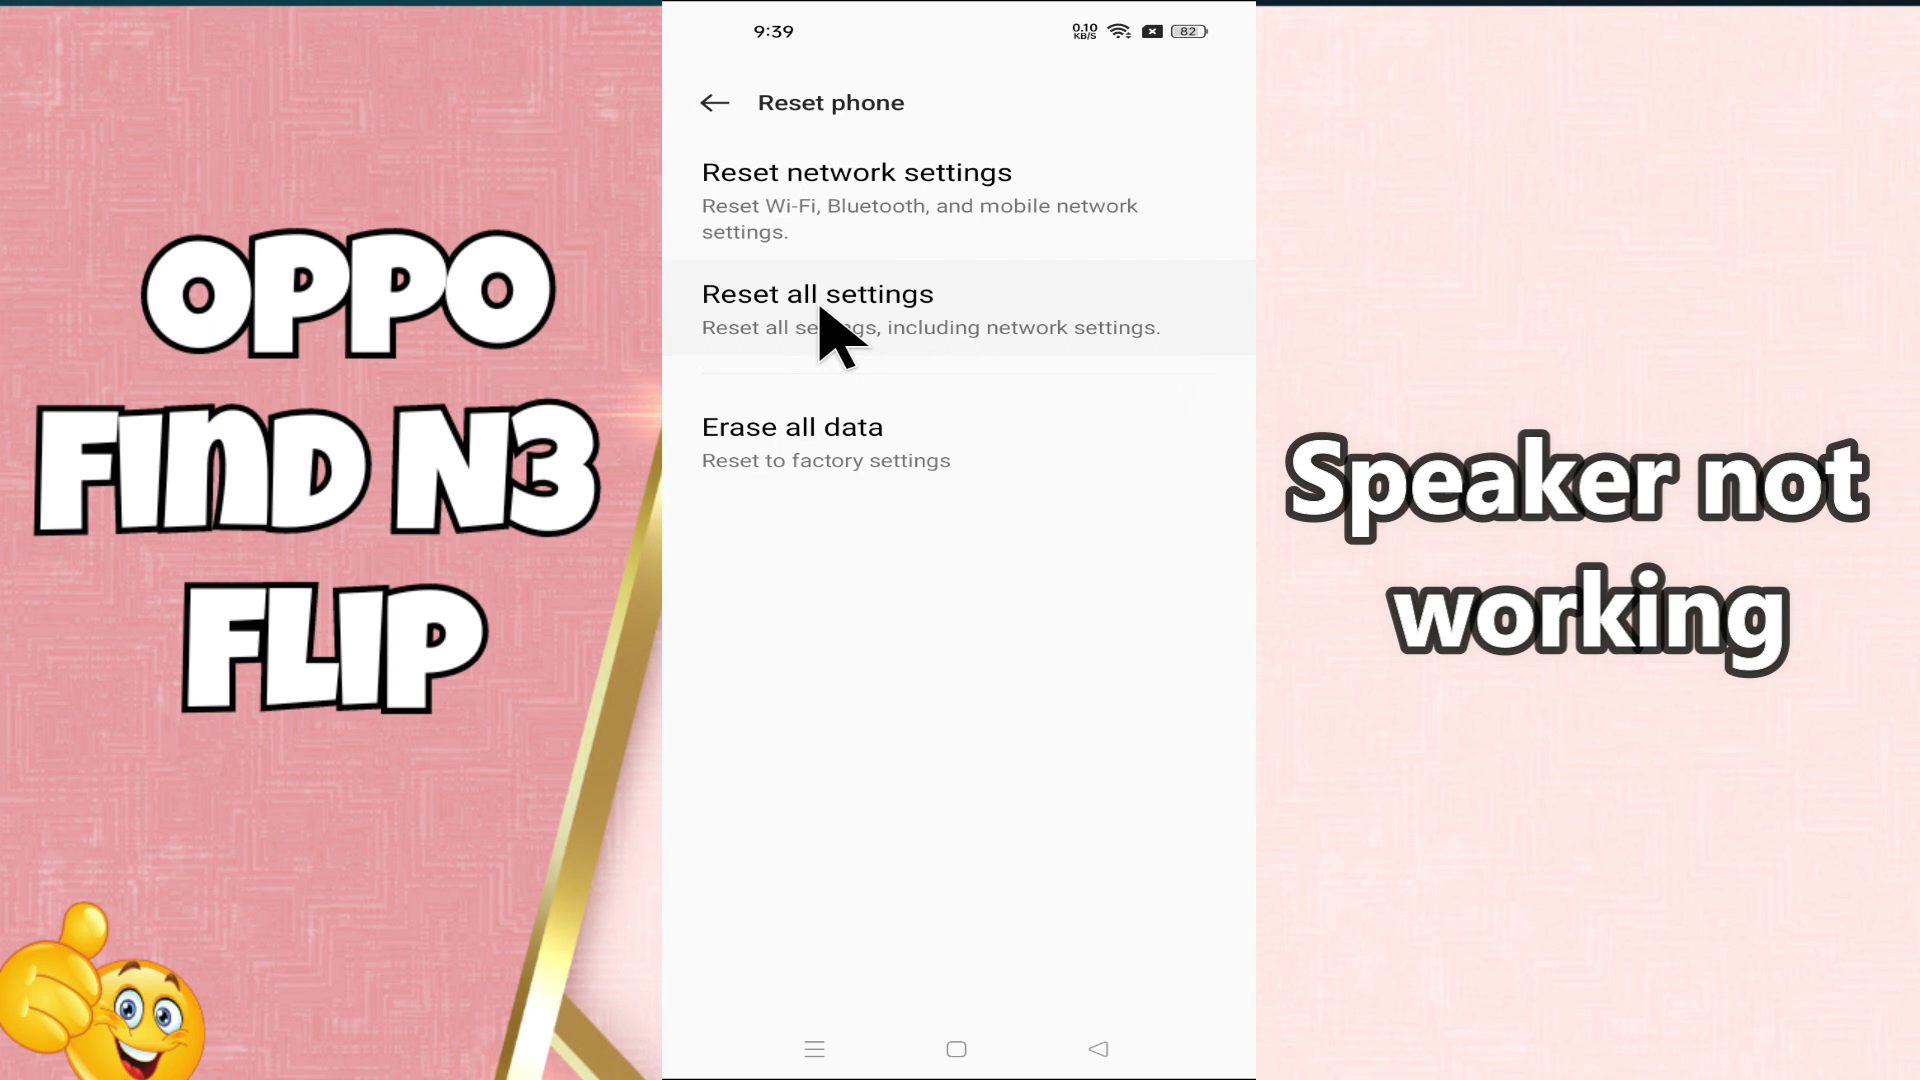 OPPO
FIND N3
FLIP
9:39
0.10
KB/S
82
Reset phone
Reset network settings
Reset Wi-Fi, Bluetooth, and mobile network
settings.
Reset all settings
Reset all settings, including network settings.
Erase all data
Reset to factory settings
Speaker not
working